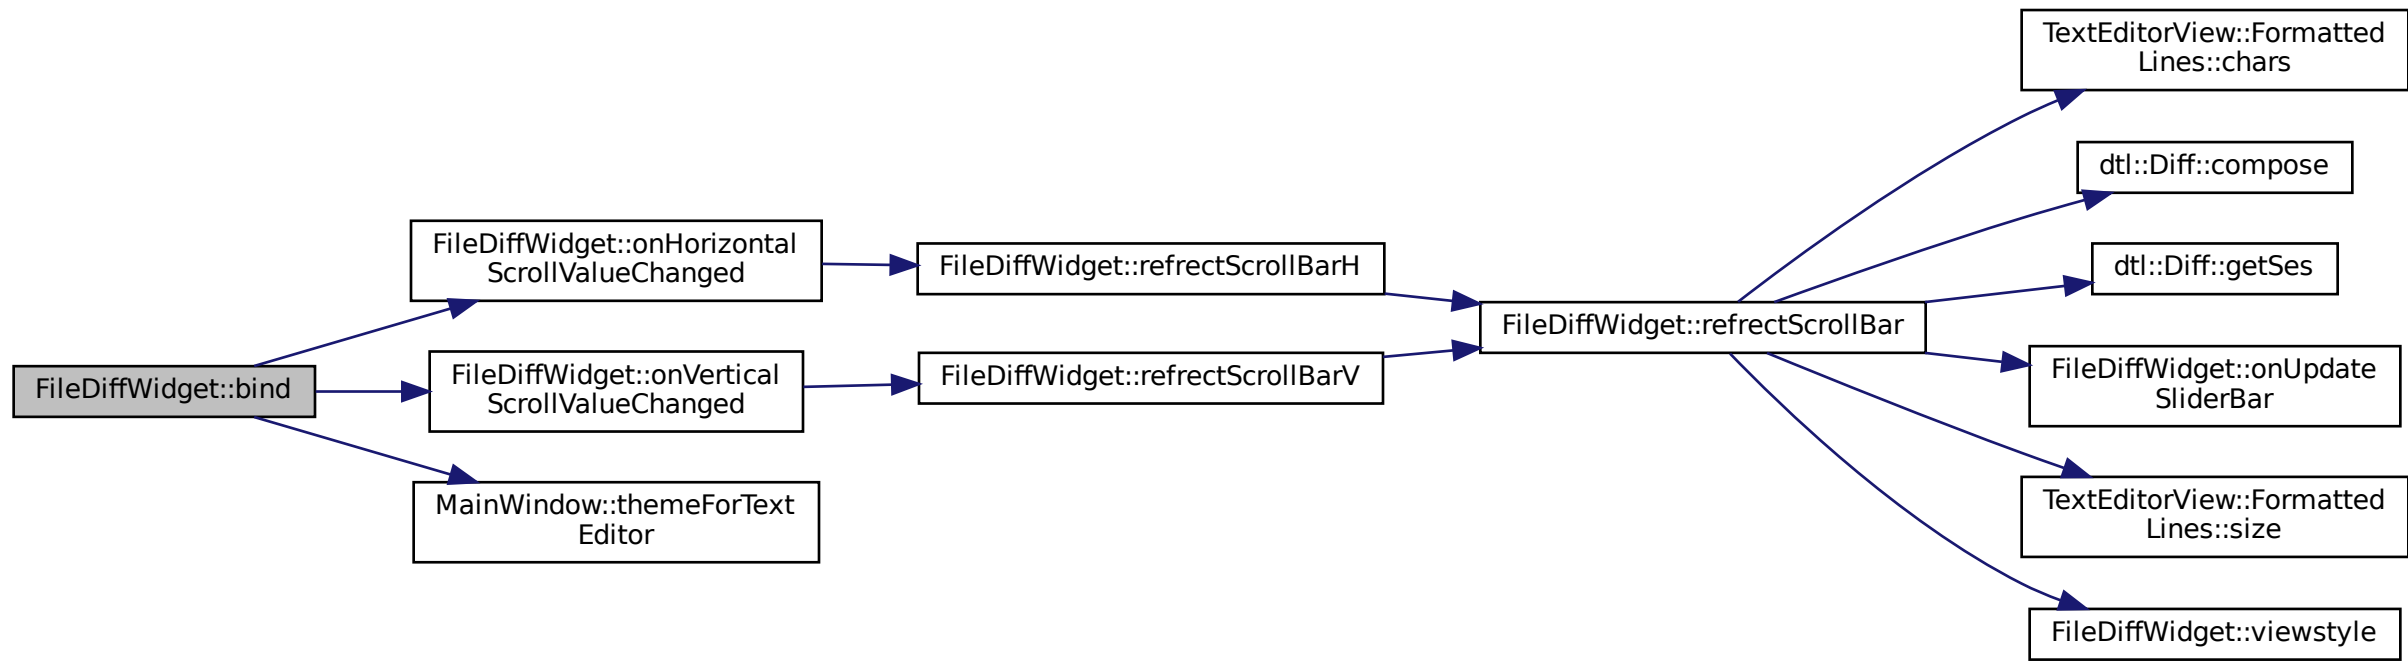 FileDiffWidget::bind
FileDiffWidget::onHorizontal
ScrollValueChanged
FileDiffWidget::onVertical
ScrollValueChanged
MainWindow::themeForText
Editor
FileDiffWidget::refrectScrollBarH
FileDiffWidget::refrectScrollBarV
FileDiffWidget::refrectScrollBar
TextEditorView::Formatted
Lines::chars
dtl::Diff::compose
dtl::Diff::getSes
FileDiffWidget::onUpdate
SliderBar
TextEditorView::Formatted
Lines::size
FileDiffWidget::viewstyle